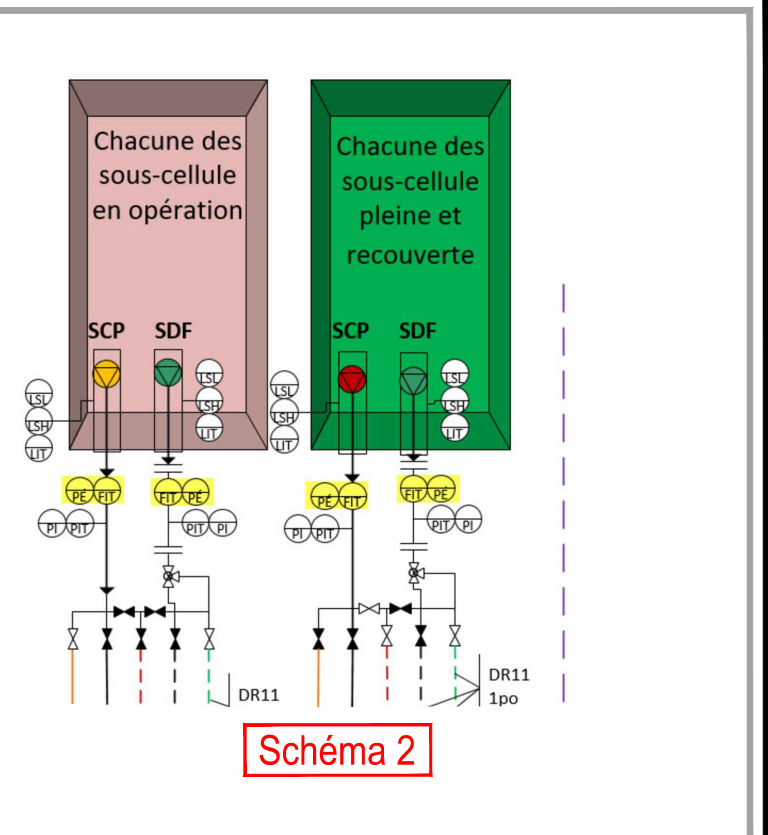 Chacune des
sous-cellule
en opération
Chacune des
sous-cellule
pleine et
recouverte
SCP SDF
SCP SDF
LSL
LSH
LIT
LSL
LSH
LIT
LSL
LSH
LIT
LSL
LSH
LIT
PÉ FIT
FIT PÉ
PÉ FIT
FIT PÉ
PI PIT
PIT PI
PI PIT
PIT PI
DR11
DR11
1po
Schéma 2